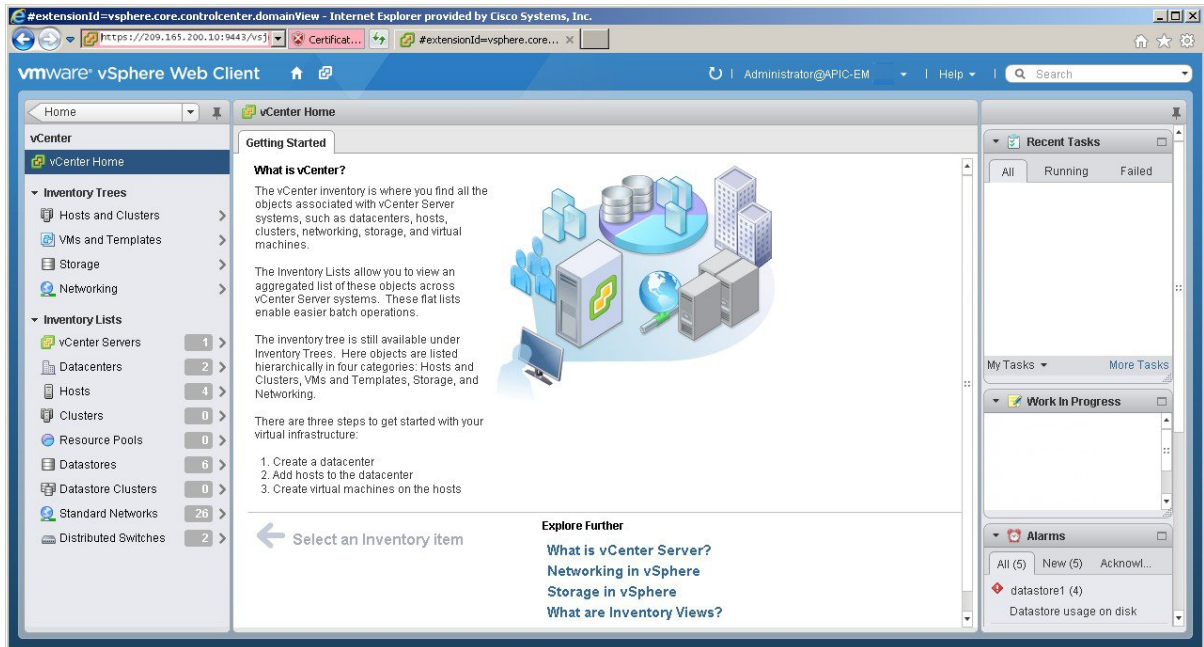 #extensionId=vsphere.core.controlcenter.domainView - Internet Explorer provided by Cisco Systems, Inc.
https://209.165.200.10:9443/vsj
Certificat...
#extensionId=vsphere.core...
vmware® vSphere Web Client
Administrator@APIC-EM
Help
Search
Home
vCenter
vCenter Home
Inventory Trees
Hosts and Clusters
VMs and Templates
Storage
Networking
Inventory Lists
vCenter Servers 1
Datacenters 2
Hosts 4
Clusters 0
Resource Pools 0
Datastores 6
Datastore Clusters 0
Standard Networks 26
Distributed Switches 2
vCenter Home
Getting Started
What is vCenter?
The vCenter inventory is where you find all the
objects associated with vCenter Server
systems, such as datacenters, hosts,
clusters, networking, storage, and virtual
machines.
The Inventory Lists allow you to view an
aggregated list of these objects across
vCenter Server systems. These flat lists
enable easier batch operations.
The inventory tree is still available under
Inventory Trees. Here objects are listed
hierarchically in four categories: Hosts and
Clusters, VMs and Templates, Storage, and
Networking.
There are three steps to get started with your
virtual infrastructure:
1. Create a datacenter
2. Add hosts to the datacenter
3. Create virtual machines on the hosts
Select an Inventory item
Explore Further
What is vCenter Server?
Networking in vSphere
Storage in vSphere
What are Inventory Views?
Recent Tasks
All Running Failed
My Tasks More Tasks
Work In Progress
Alarms
All (5) New (5) Acknowl...
datastore1 (4)
Datastore usage on disk